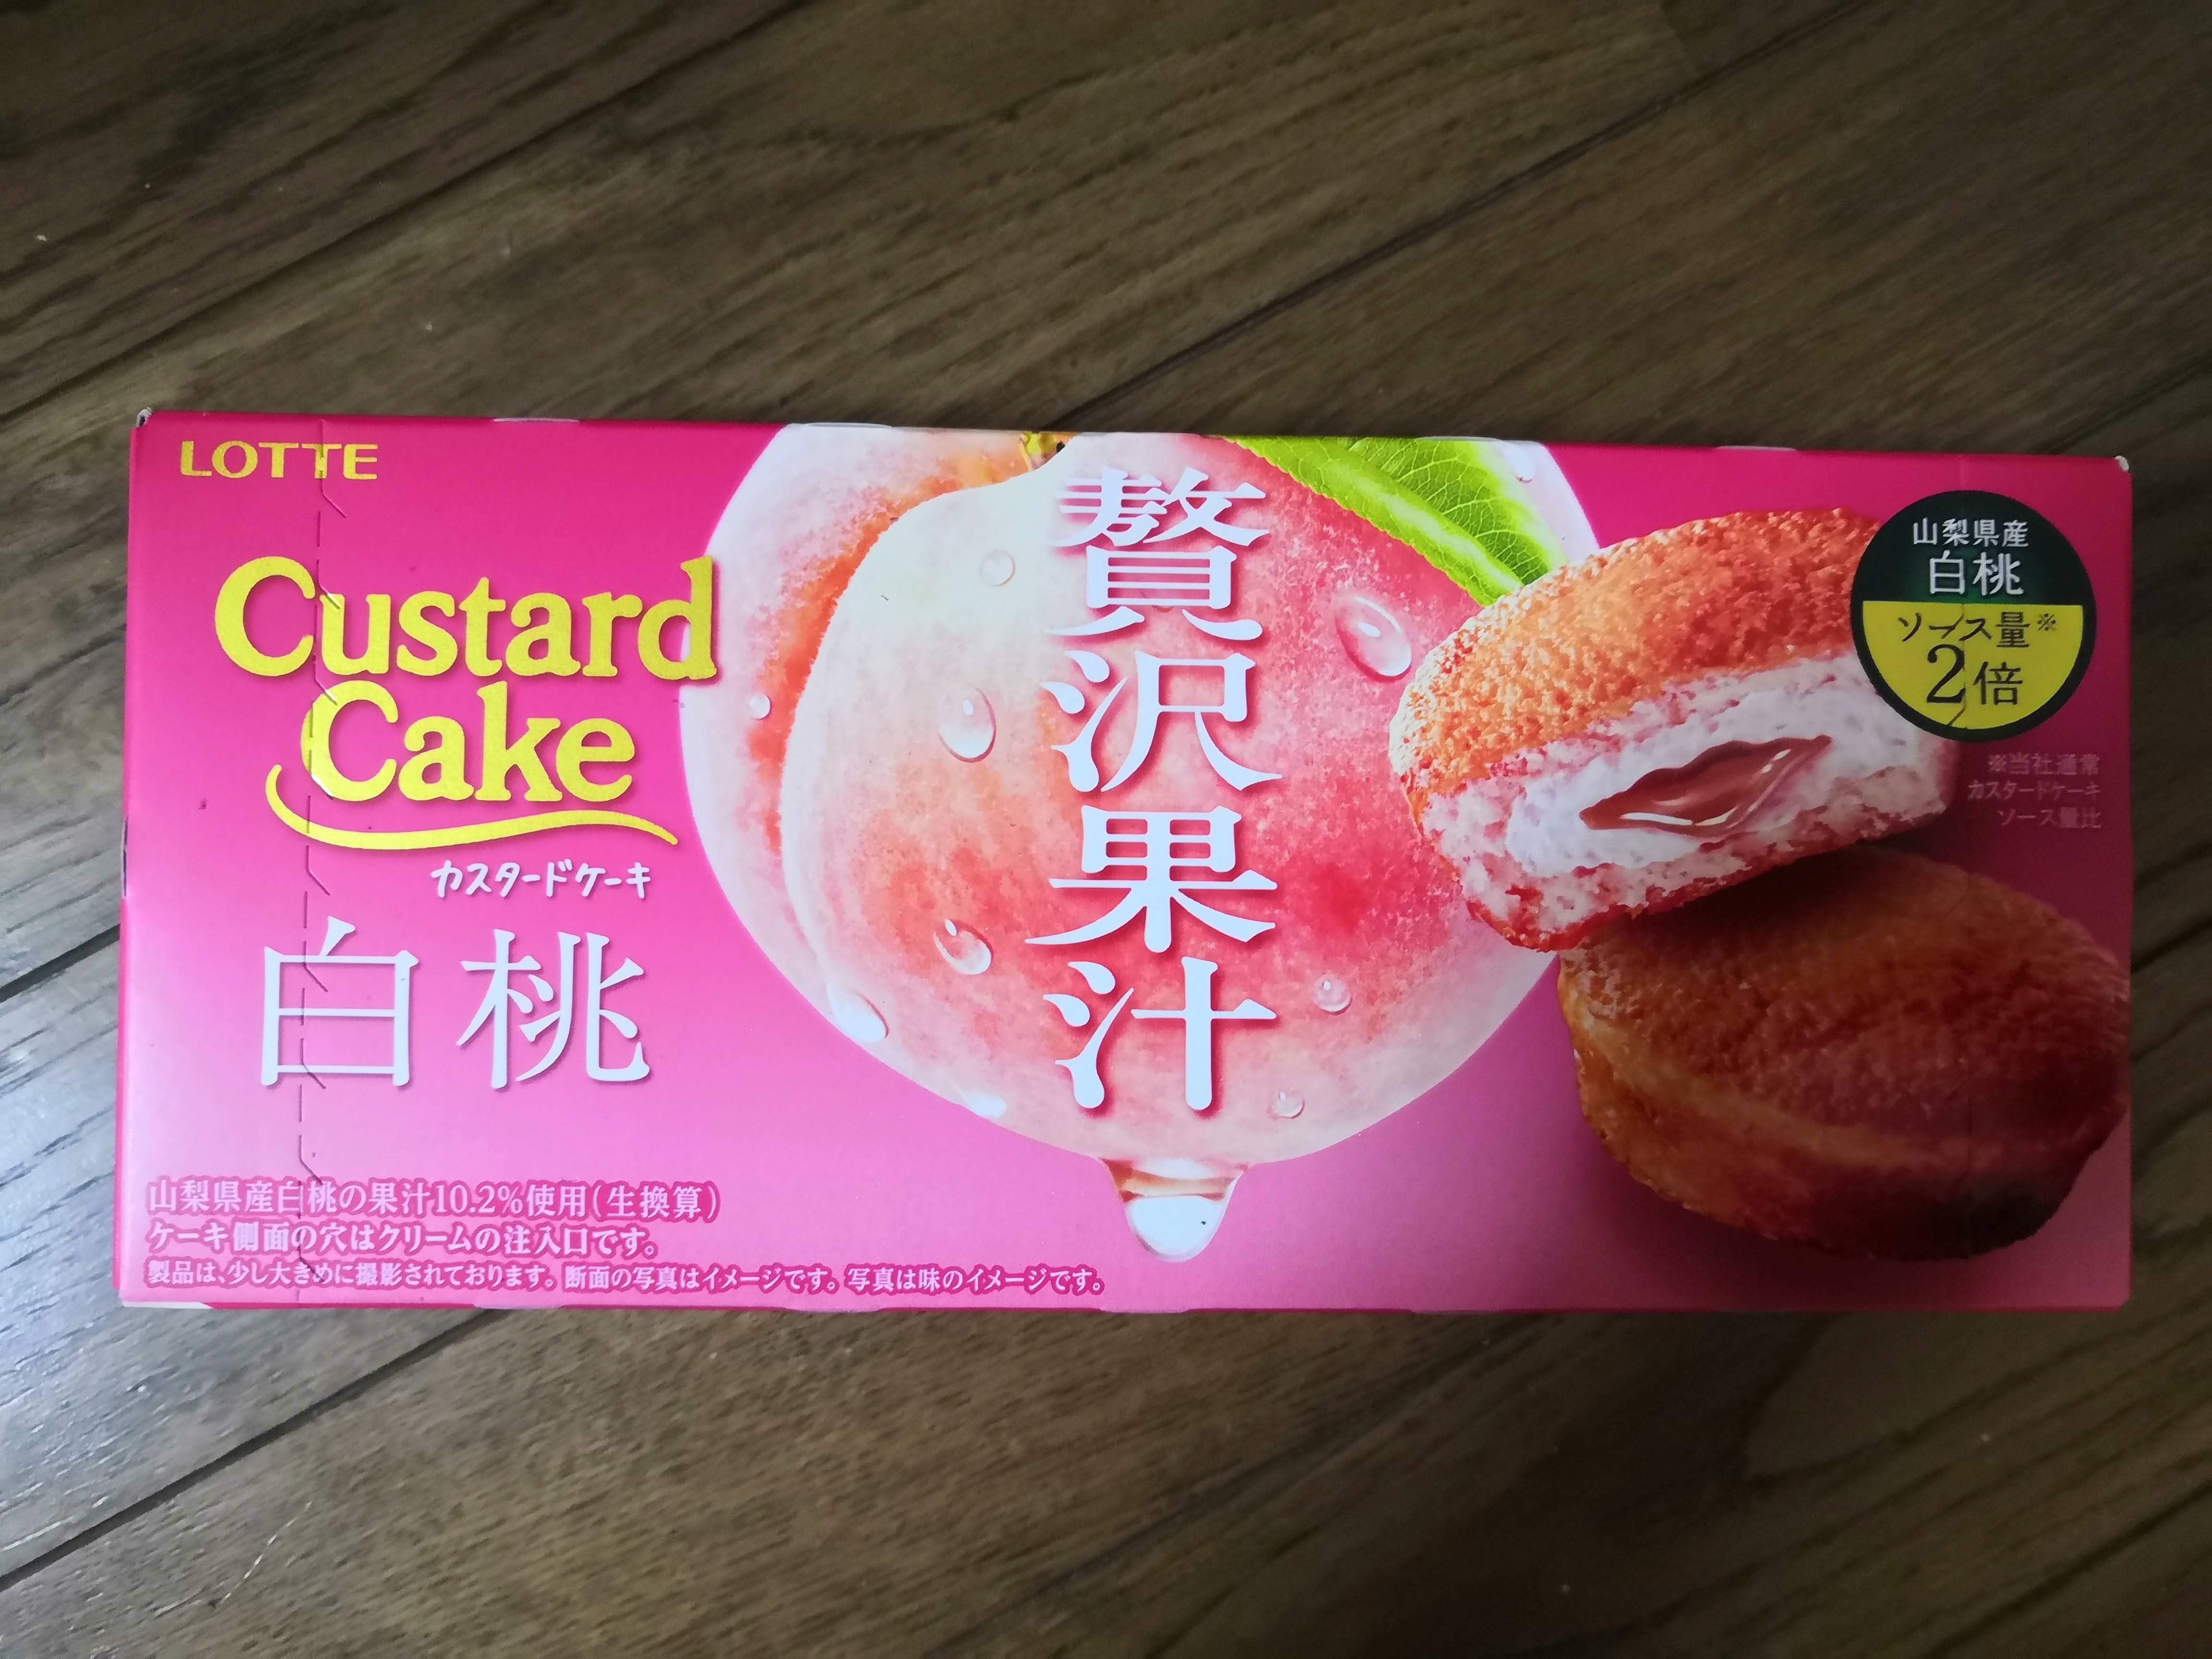 LOTTE
Custard
Cake
カスタードケーキ
白桃
贅沢果汁
山梨県産
白桃
ソース量※
2倍
※当社通常
カスタードケーキ
ソース量比
山梨県産白桃の果汁10.2%使用(生換算)
ケーキ側面の穴はクリームの注入口です。
製品は、少し大きめに撮影されております。断面の写真はイメージです。写真は味のイメージです。